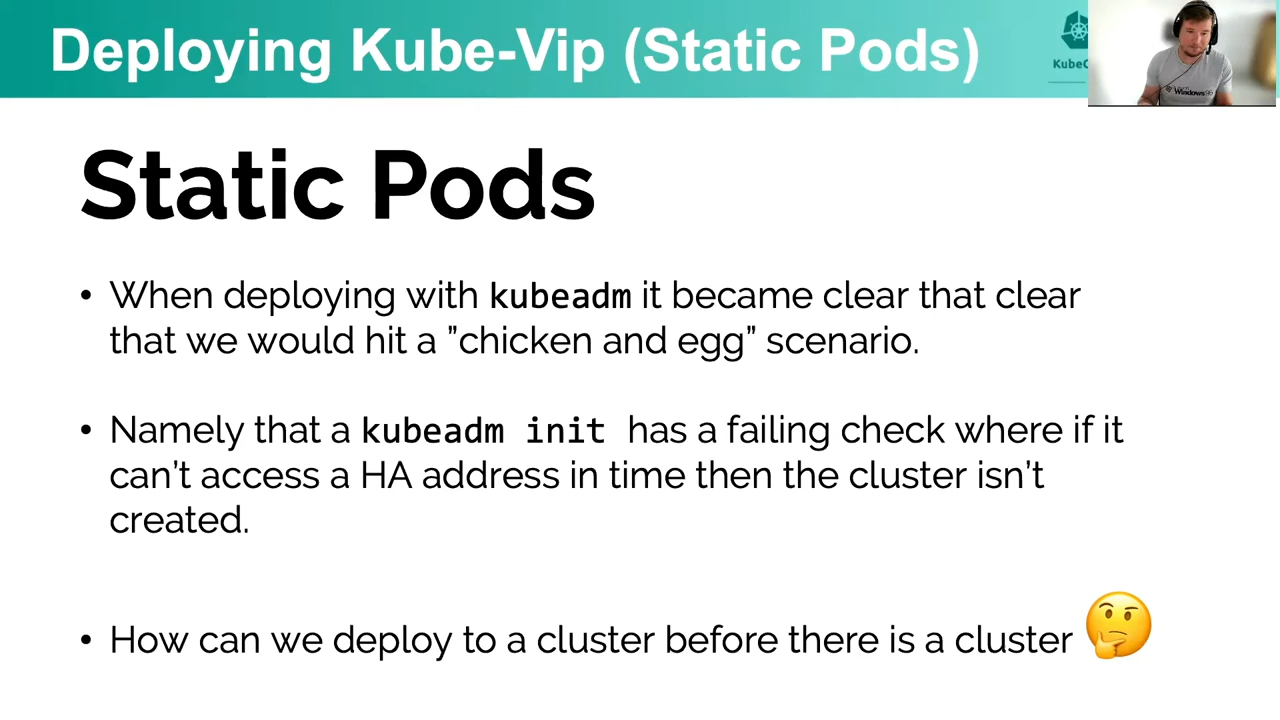 Deploying Kube-Vip (Static Pods)
KubeC
Windows
Static Pods
• When deploying with kubeadm it became clear that clear
that we would hit a ”chicken and egg” scenario.
• Namely that a kubeadm init has a failing check where if it
can’t access a HA address in time then the cluster isn’t
created.
• How can we deploy to a cluster before there is a cluster